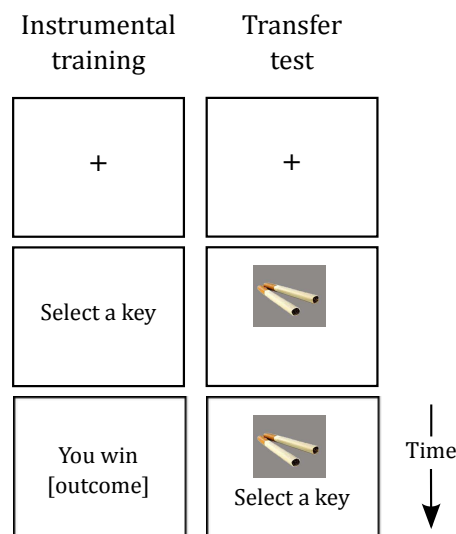 Instrumental
training
Transfer
test
+
+
Select a key
You win
[outcome]
Select a key
Time